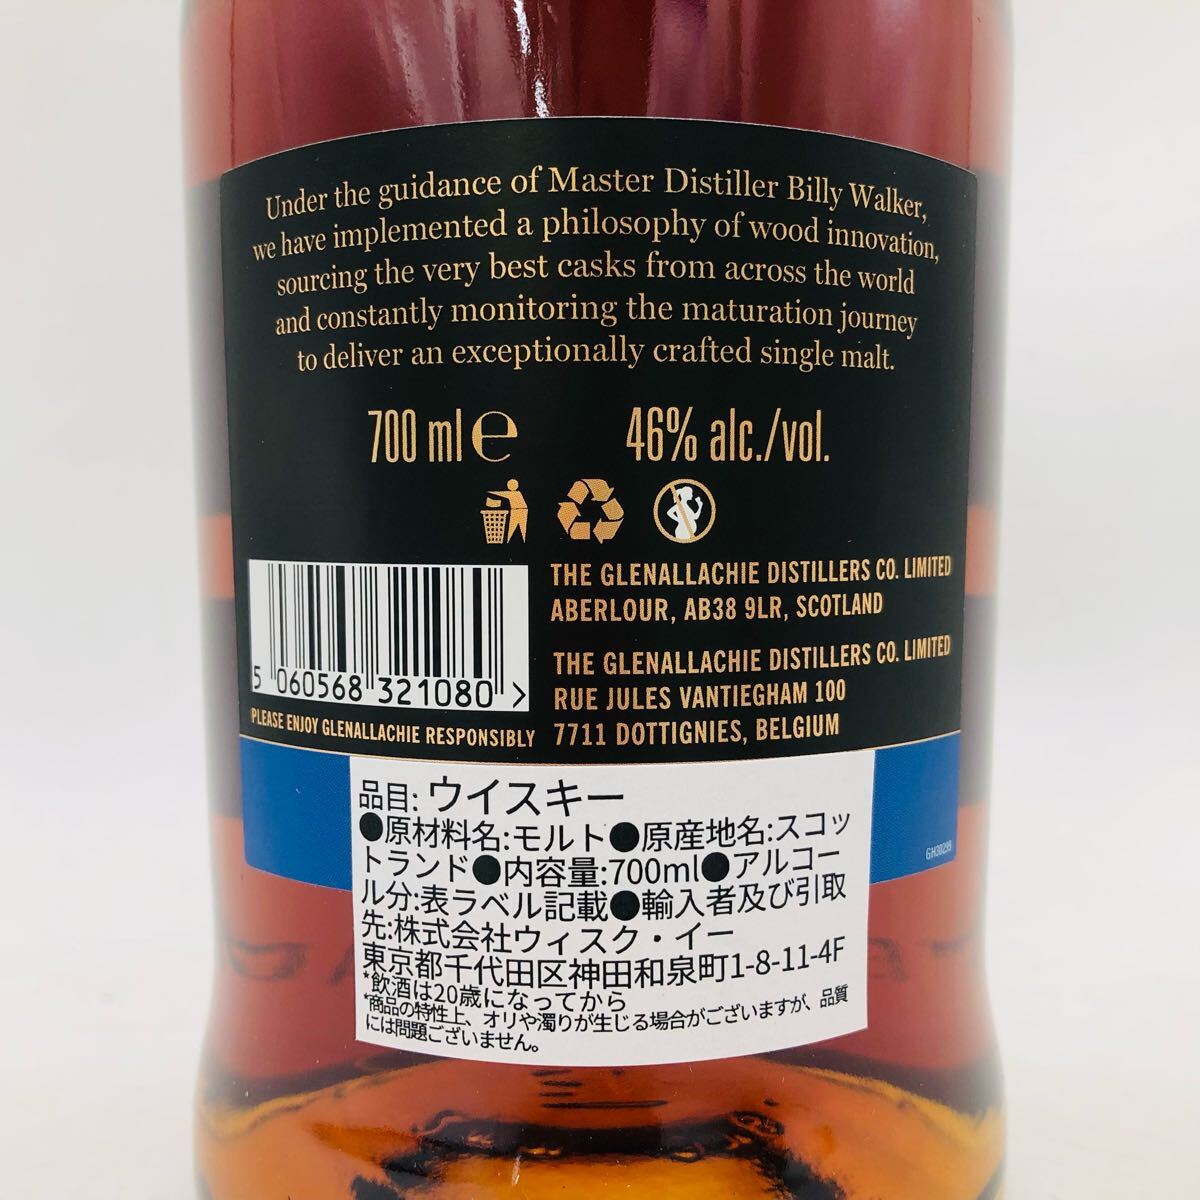 Under the guidance of Master Distiller Billy Walker,
we have implemented a philosophy of wood innovation,
sourcing the very best casks from across the world
and constantly monitoring the maturation journey
to deliver an exceptionally crafted single malt.
700 ml e
46% alc./vol.
5 060568 321080 >
PLEASE ENJOY GLENALLACHIE RESPONSIBLY
THE GLENALLACHIE DISTILLERS CO. LIMITED
ABERLOUR, AB38 9LR, SCOTLAND
THE GLENALLACHIE DISTILLERS CO. LIMITED
RUE JULES VANTIEGHAM 100
7711 DOTTIGNIES, BELGIUM
GH30299
品目: ウイスキー
●原材料名:モルト●原産地名:スコッ
トランド●内容量:700ml●アルコー
ル分:表ラベル記載●輸入者及び引取
先:株式会社ウィスク・イー
東京都千代田区神田和泉町1-8-11-4F
*飲酒は20歳になってから
*商品の特性上、オリや濁りが生じる場合がございますが、品質
には問題ございません。